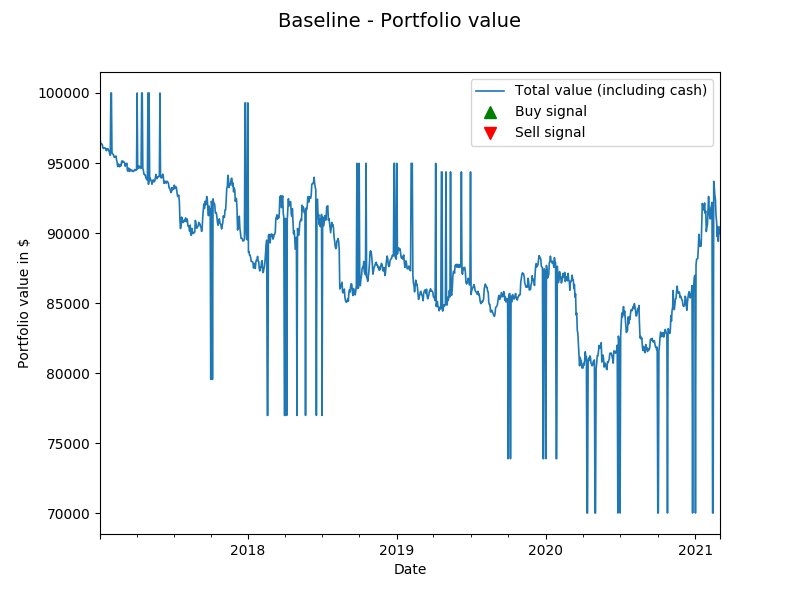 Baseline - Portfolio value
Total value (including cash)
Buy signal
Sell signal
Portfolio value in $
100000
95000
90000
85000
80000
75000
70000
2018
2019
2020
2021
Date